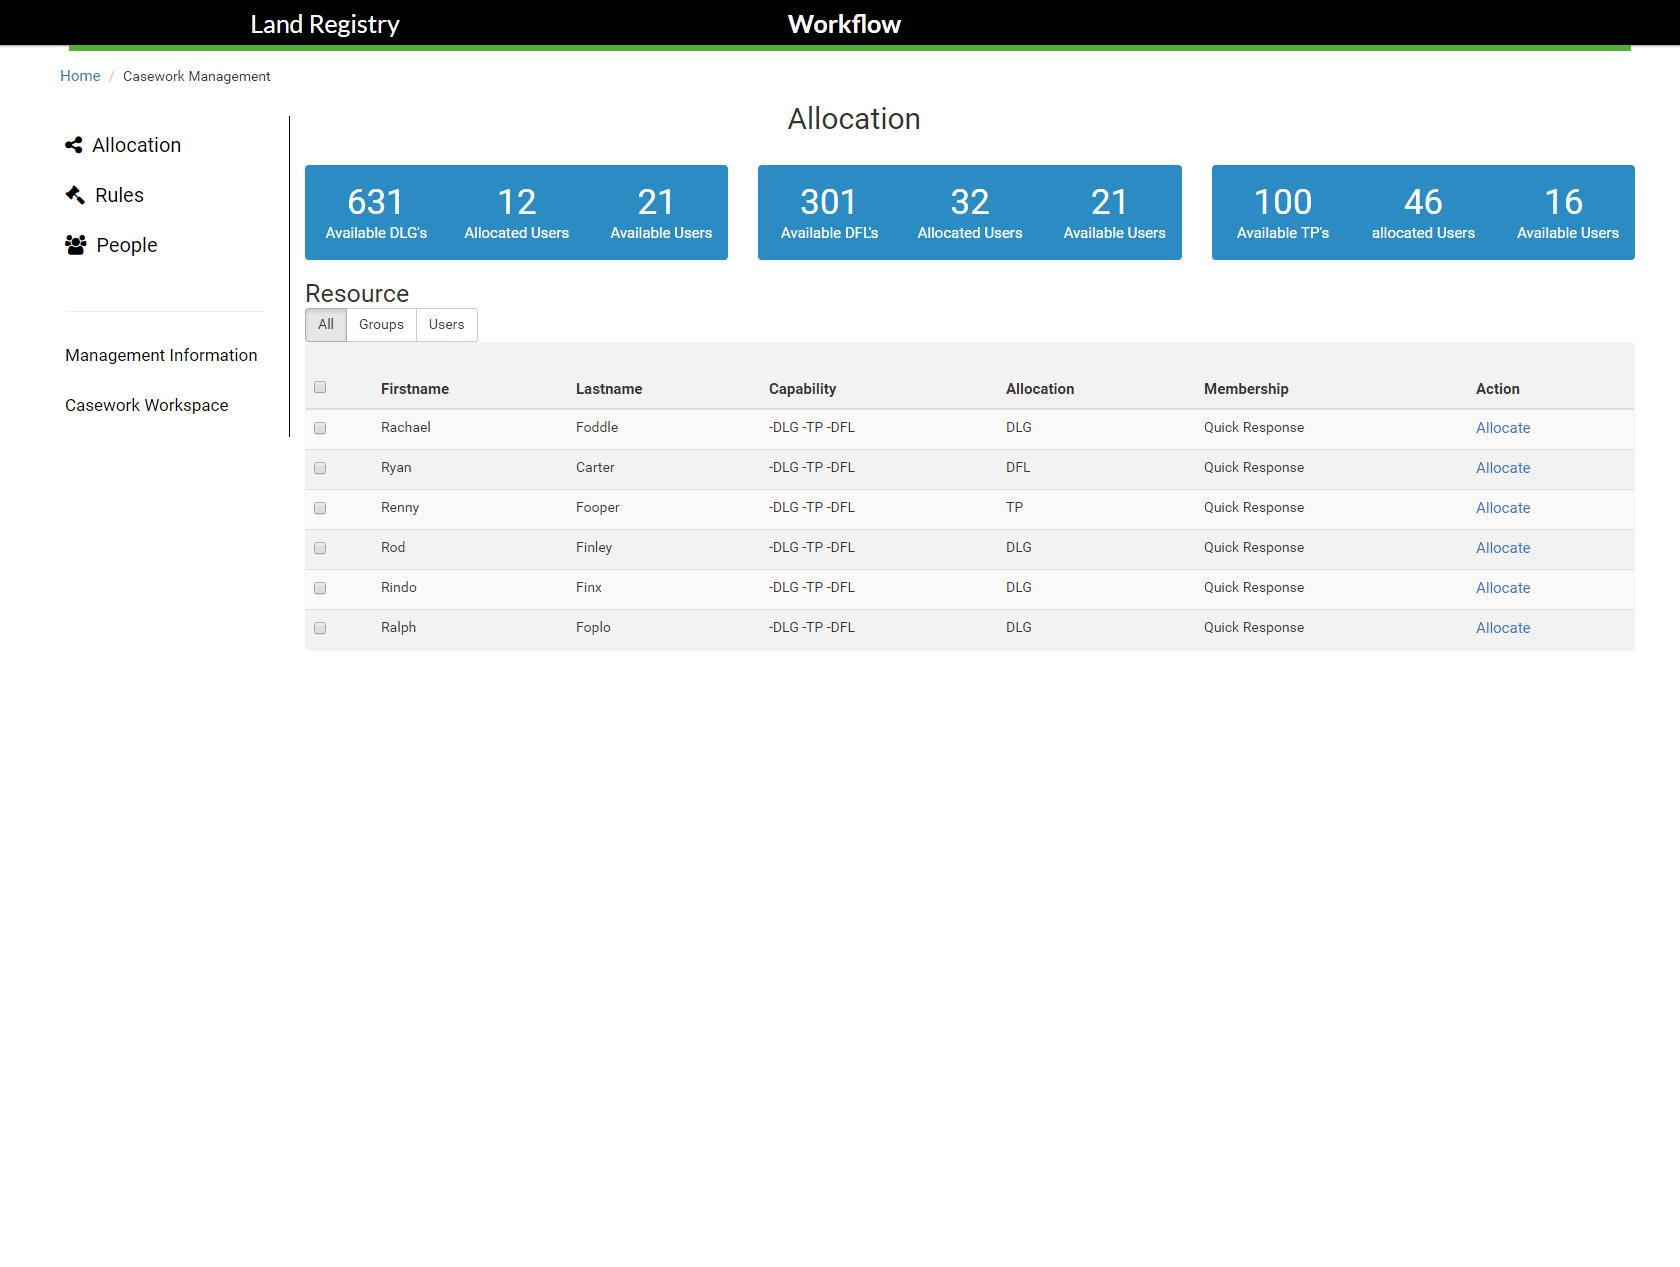 Land Registry Workflow
Home / Casework Management
Allocation
Allocation
Rules
People
Management Information
Casework Workspace
631 12 21
Available DLG's Allocated Users Available Users
301 32 21
Available DFL's Allocated Users Available Users
100 46 16
Available TP's allocated Users Available Users
Resource
All Groups Users
Firstname Lastname Capability Allocation Membership Action
Rachael Foddle -DLG -TP -DFL DLG Quick Response Allocate
Ryan Carter -DLG -TP -DFL DFL Quick Response Allocate
Renny Fooper -DLG -TP -DFL TP Quick Response Allocate
Rod Finley -DLG -TP -DFL DLG Quick Response Allocate
Rindo Finx -DLG -TP -DFL DLG Quick Response Allocate
Ralph Foplo -DLG -TP -DFL DLG Quick Response Allocate